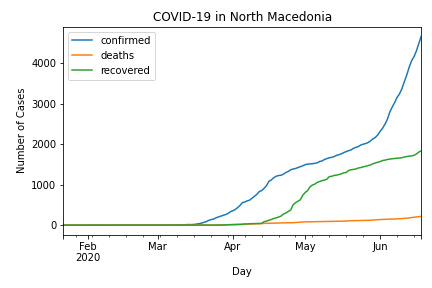 COVID-19 in North Macedonia
confirmed
deaths
recovered
Number of Cases
4000
3000
2000
1000
0
Feb
2020
Mar
Apr
May
Jun
Day